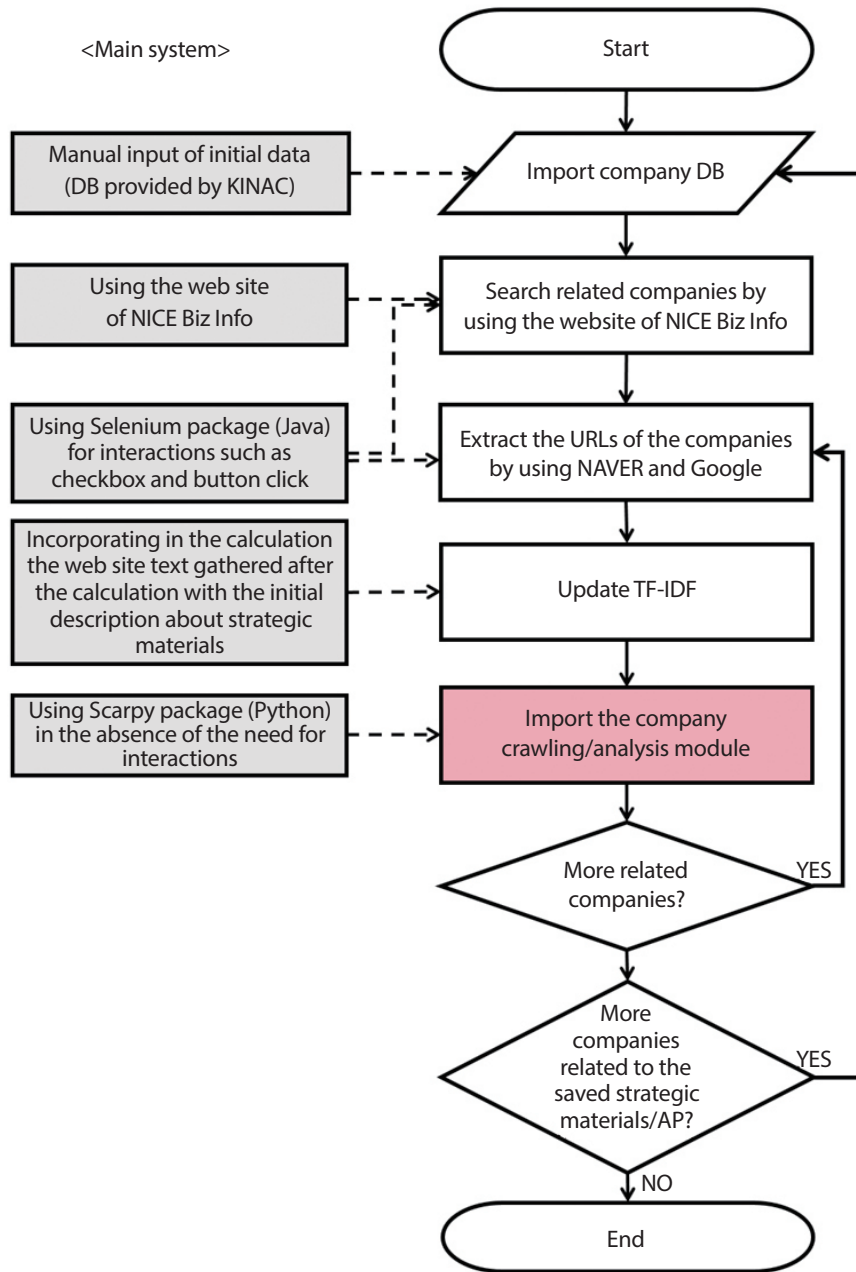 <Main system>
Start
Manual input of initial data
(DB provided by KINAC)
Import company DB
Using the web site
of NICE Biz Info
Search related companies by
using the website of NICE Biz Info
Using Selenium package (Java)
for interactions such as
checkbox and button click
Extract the URLs of the companies
by using NAVER and Google
Incorporating in the calculation
the web site text gathered after
the calculation with the initial
description about strategic
materials
Update TF-IDF
Using Scarpy package (Python)
in the absence of the need for
interactions
Import the company
crawling/analysis module
More related
companies?
YES
More
companies
related to the
saved strategic
materials/AP?
YES
NO
End